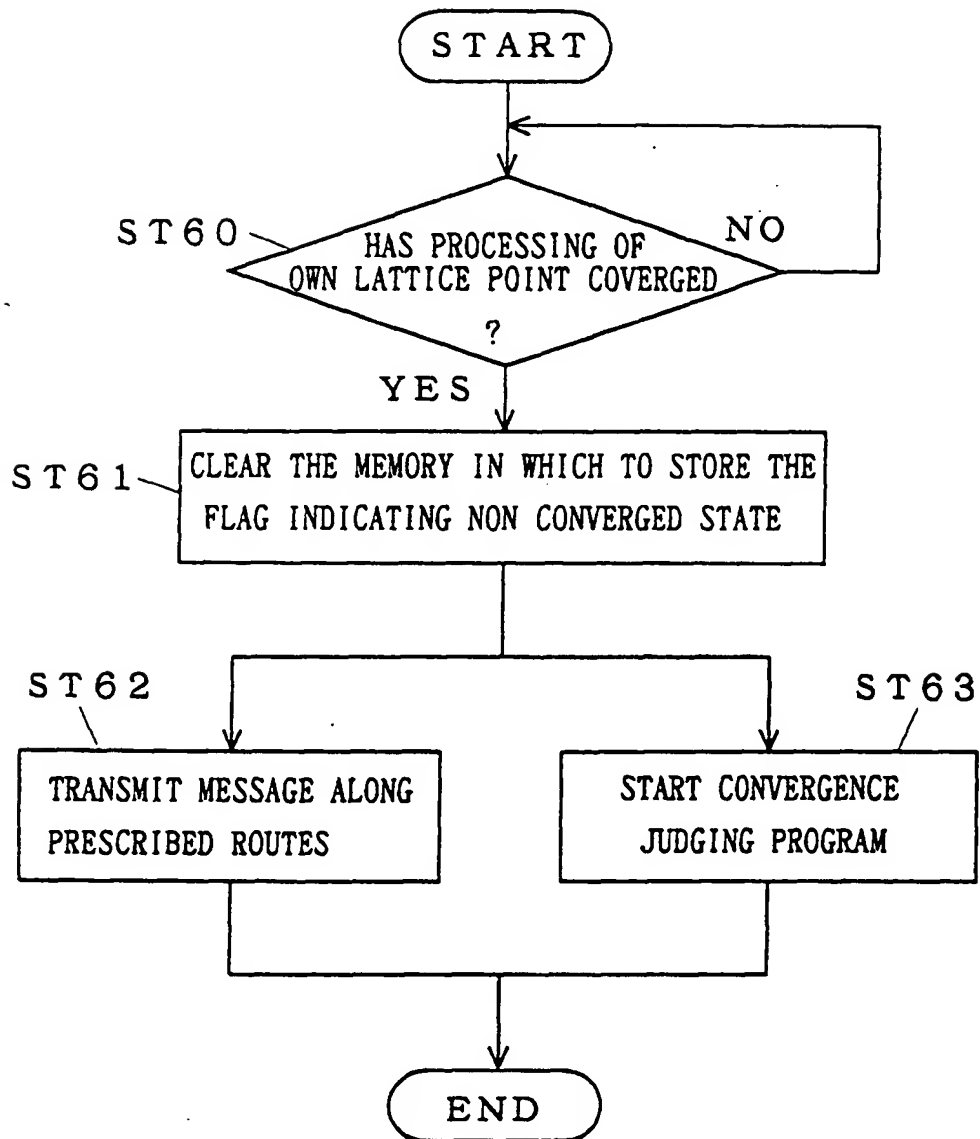 START
ST60
HAS PROCESSING OF
OWN LATTICE POINT COVERGED
?
NO
YES
ST61
CLEAR THE MEMORY IN WHICH TO STORE THE
FLAG INDICATING NON CONVERGED STATE
ST62
TRANSMIT MESSAGE ALONG
PRESCRIBED ROUTES
ST63
START CONVERGENCE
JUDGING PROGRAM
END